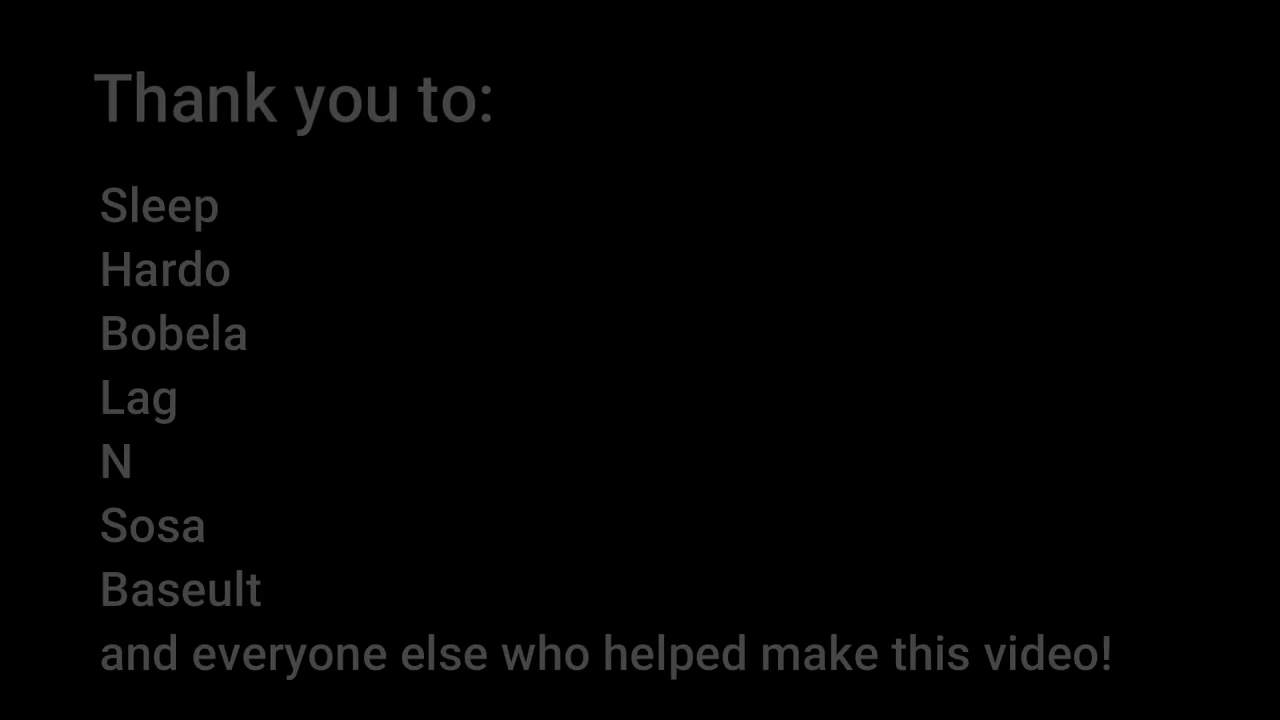 Thank you to:
Sleep
Hardo
Bobela
Lag
N
Sosa
Baseult
and everyone else who helped make this video!